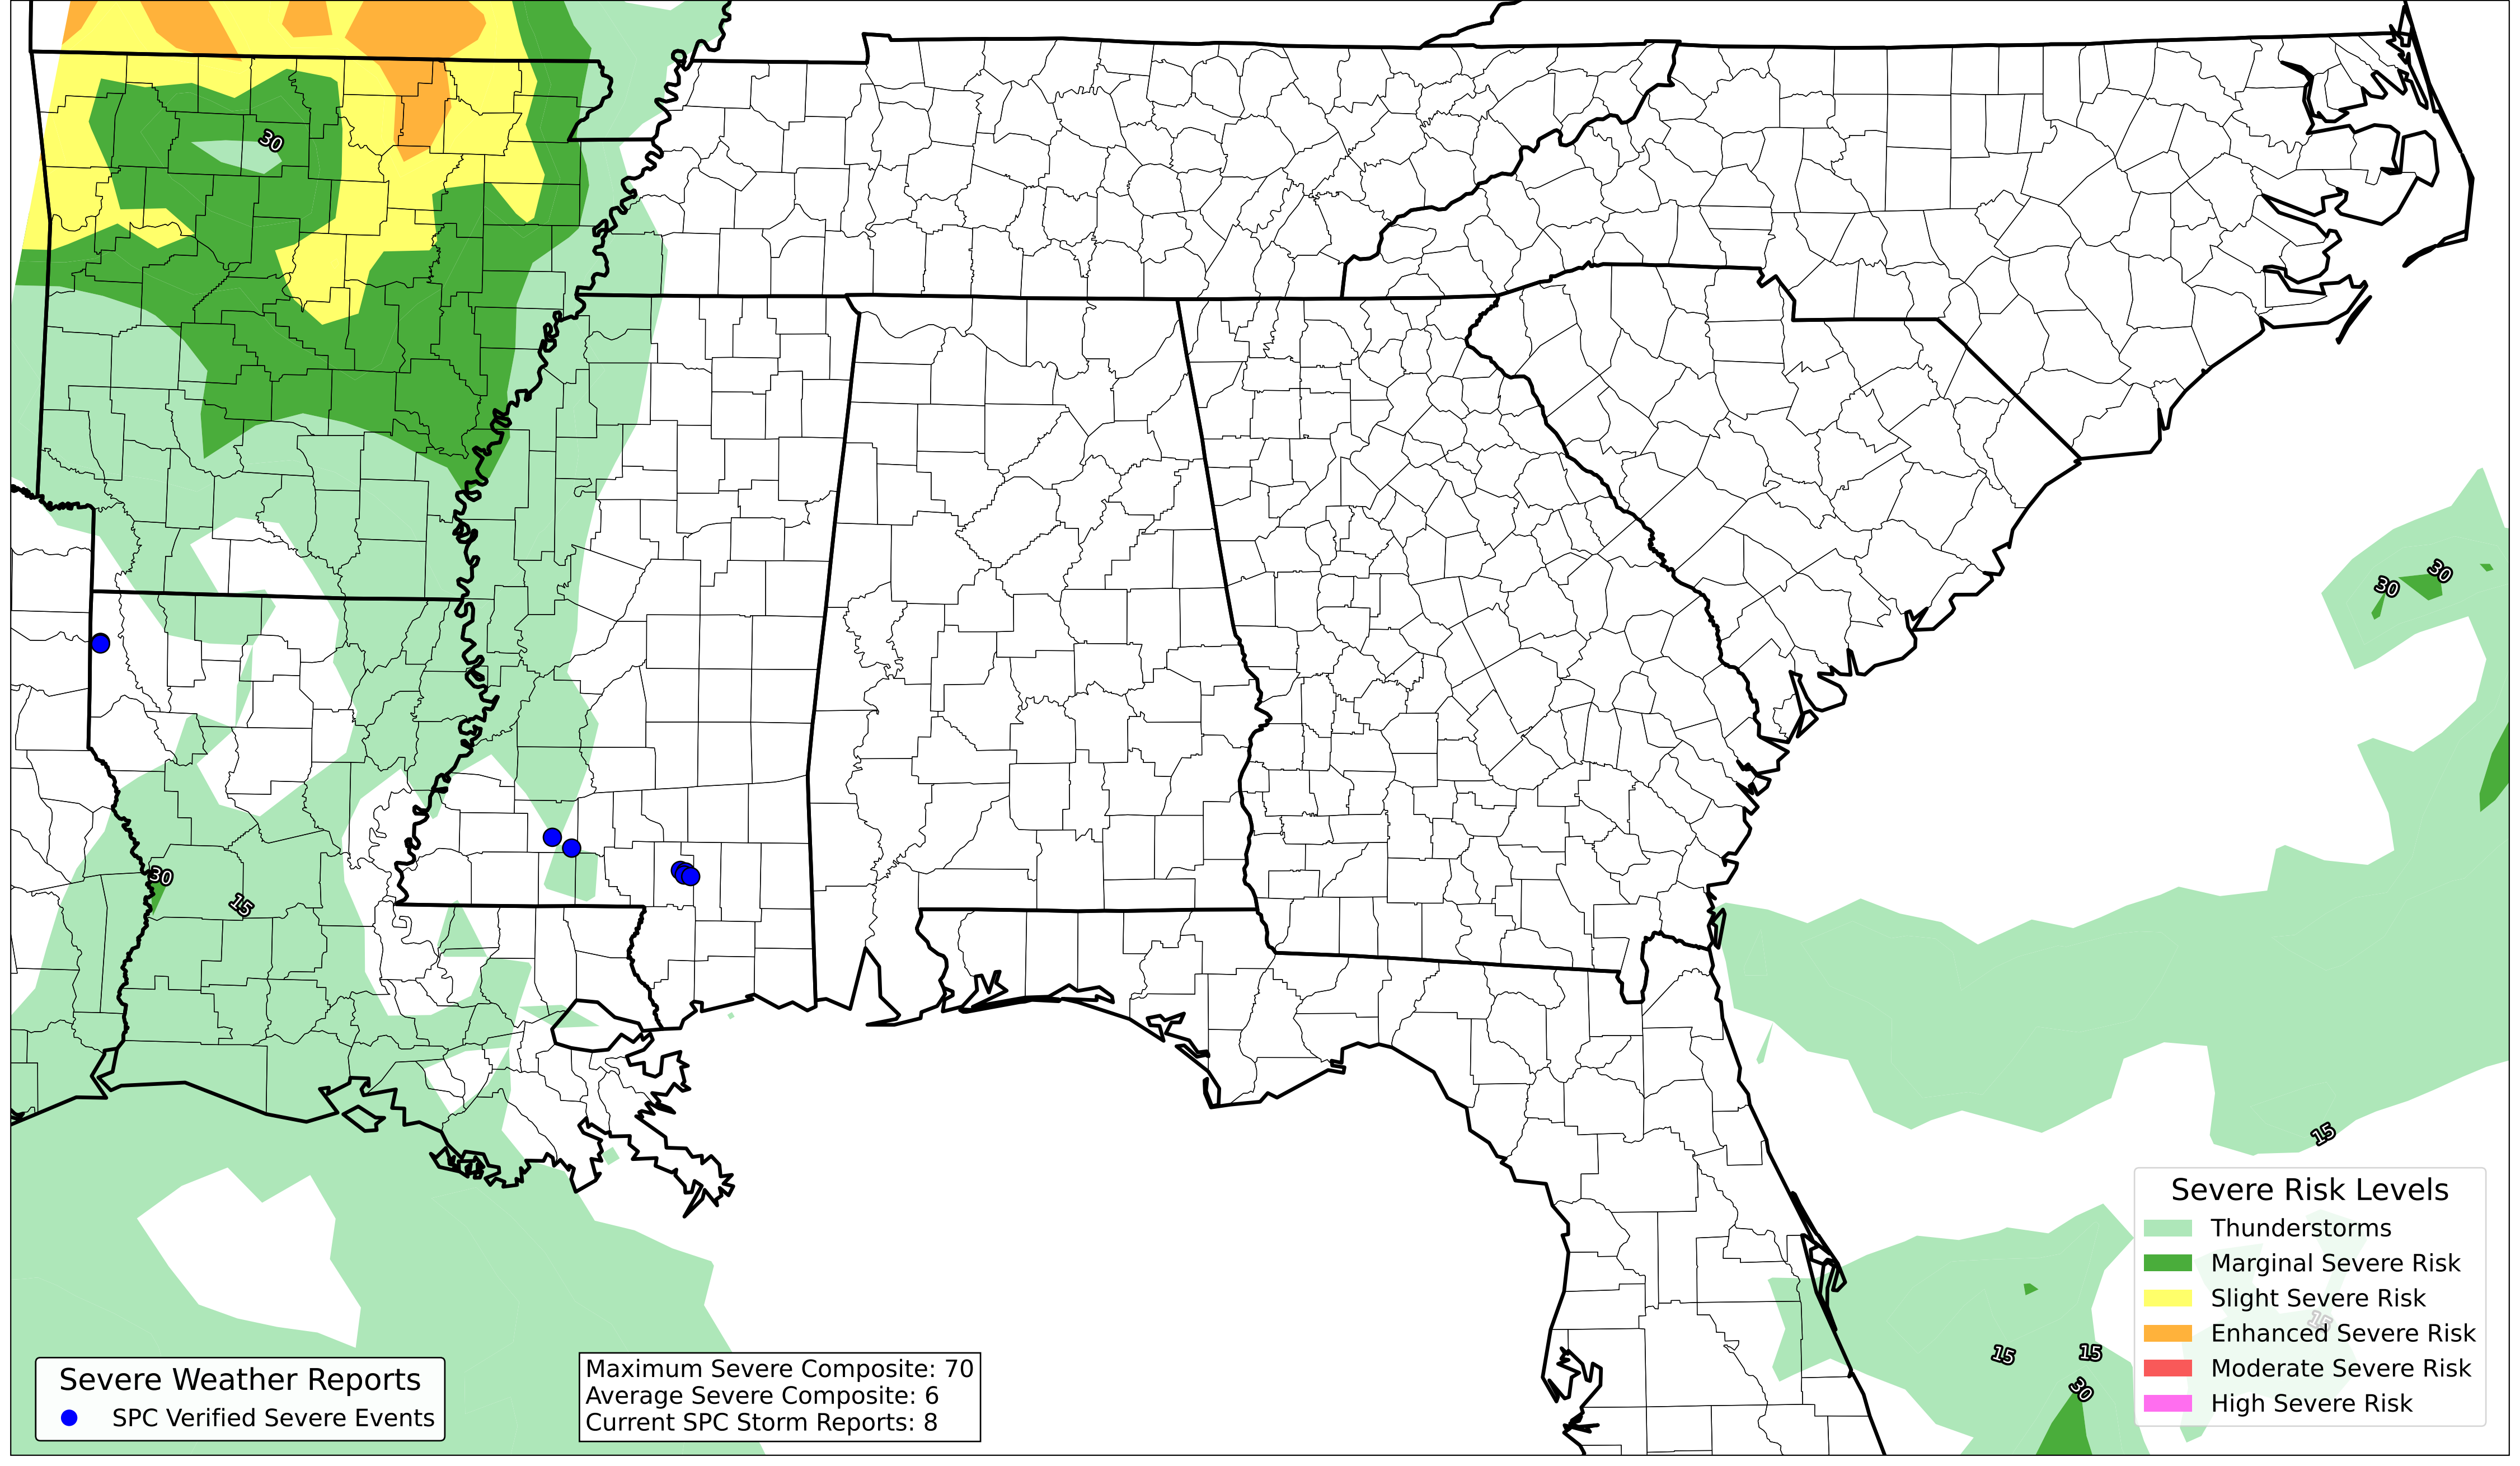 30
30
30
30
15
15
Severe Risk Levels
Thunderstorms
Marginal Severe Risk
Slight Severe Risk
Enhanced Severe Risk
Moderate Severe Risk
High Severe Risk
15
15
15
30
Severe Weather Reports
SPC Verified Severe Events
Maximum Severe Composite: 70
Average Severe Composite: 6
Current SPC Storm Reports: 8